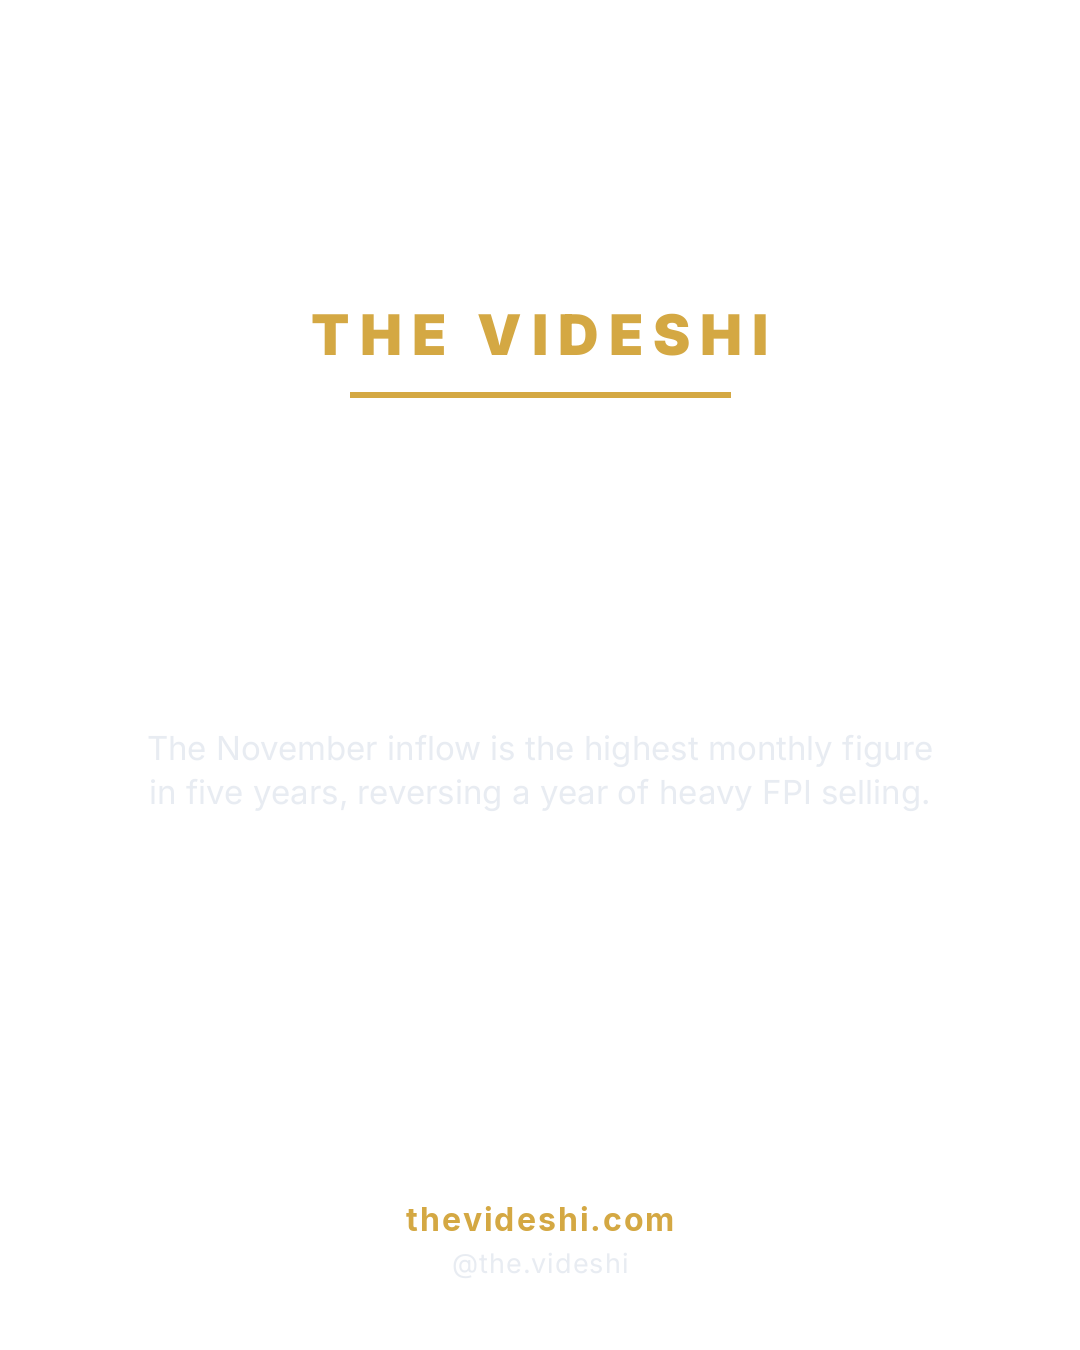 THE VIDESHI
The November inflow is the highest monthly figure
in five years, reversing a year of heavy FPI selling.
thevideshi.com
@the.videshi